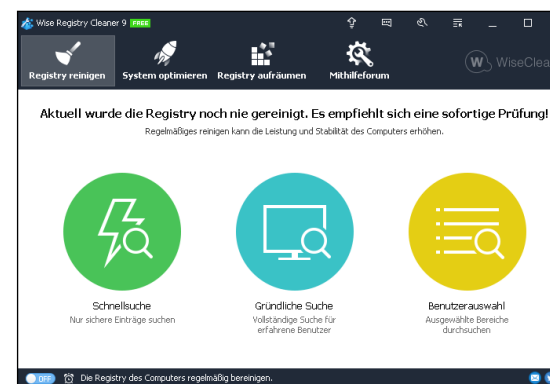 Wise Registry Cleaner 9 FREE
Registry reinigen
System optimieren
Registry aufräumen
Mithilfeforum
W WiseClea
Aktuell wurde die Registry noch nie gereinigt. Es empfiehlt sich eine sofortige Prüfung!
Regelmäßiges reinigen kann die Leistung und Stabilität des Computers erhöhen.
Schnellsuche
Nur sichere Einträge suchen
Gründliche Suche
Vollständige Suche für
erfahrene Benutzer
Benutzerauswahl
Ausgewählte Bereiche
durchsuchen
OFF Die Registry des Computers regelmäßig bereinigen.